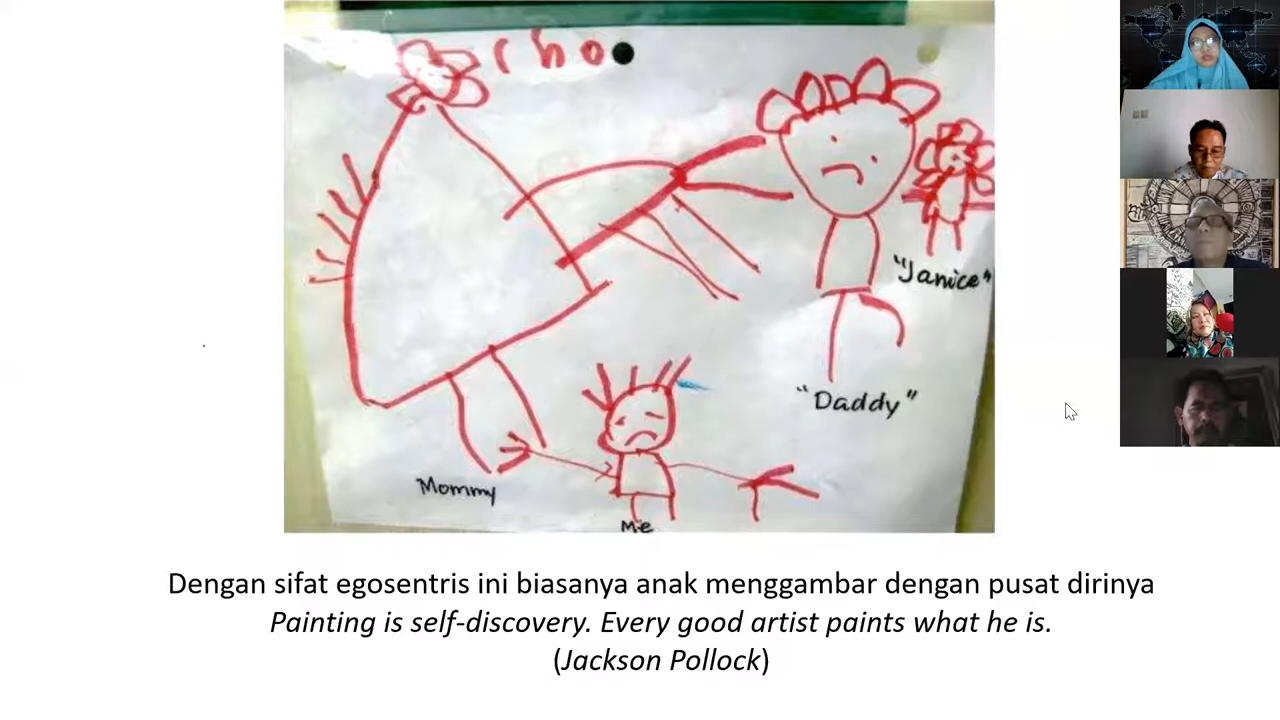 cho
"Janice"
"Daddy"
Mommy
Me
Dengan sifat egosentris ini biasanya anak menggambar dengan pusat dirinya
Painting is self-discovery. Every good artist paints what he is.
(Jackson Pollock)